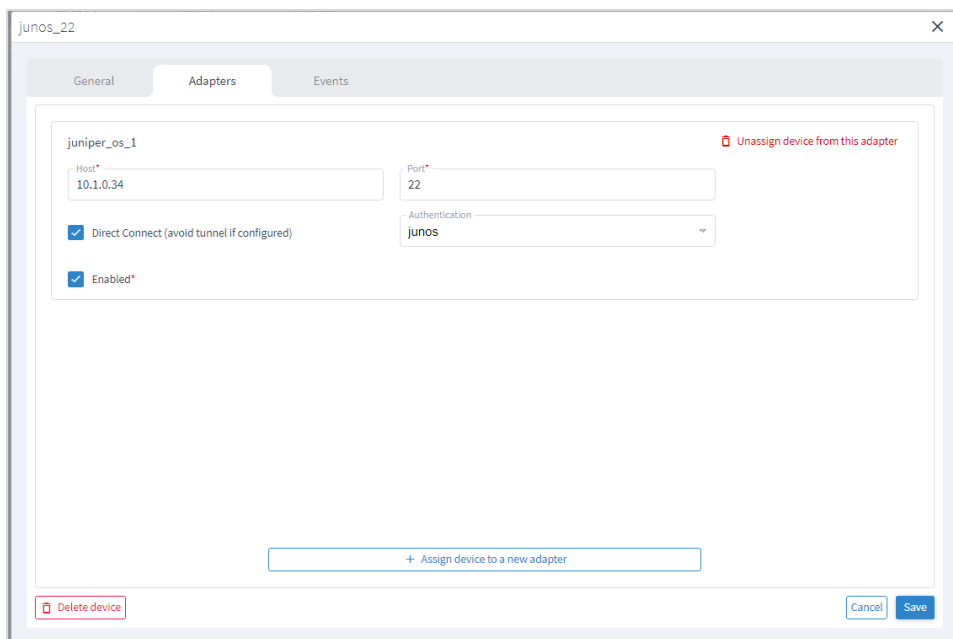 junos_22
General Adapters Events
juniper_os_1
Unassign device from this adapter
Host*
10.1.0.34
Port*
22
Direct Connect (avoid tunnel if configured)
Authentication
junos
Enabled*
+ Assign device to a new adapter
Delete device
Cancel Save